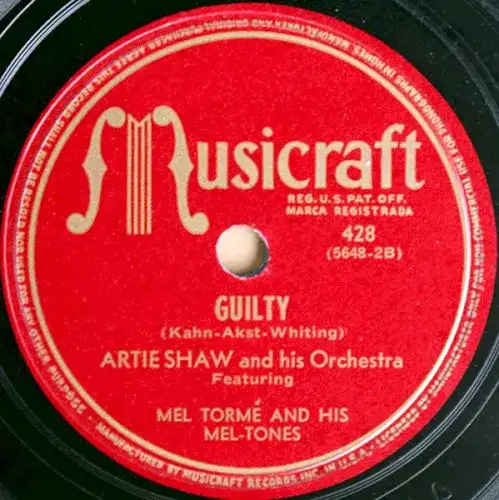 Musicraft
REG. U.S. PAT. OFF.
MARCA REGISTRADA
428
(5648-2B)
GUILTY
(Kahn-Akst-Whiting)
ARTIE SHAW and his Orchestra
Featuring
MEL TORMÉ AND HIS
MEL-TONES
MANUFACTURED BY MUSICRAFT RECORDS INC. IN U.S.A.